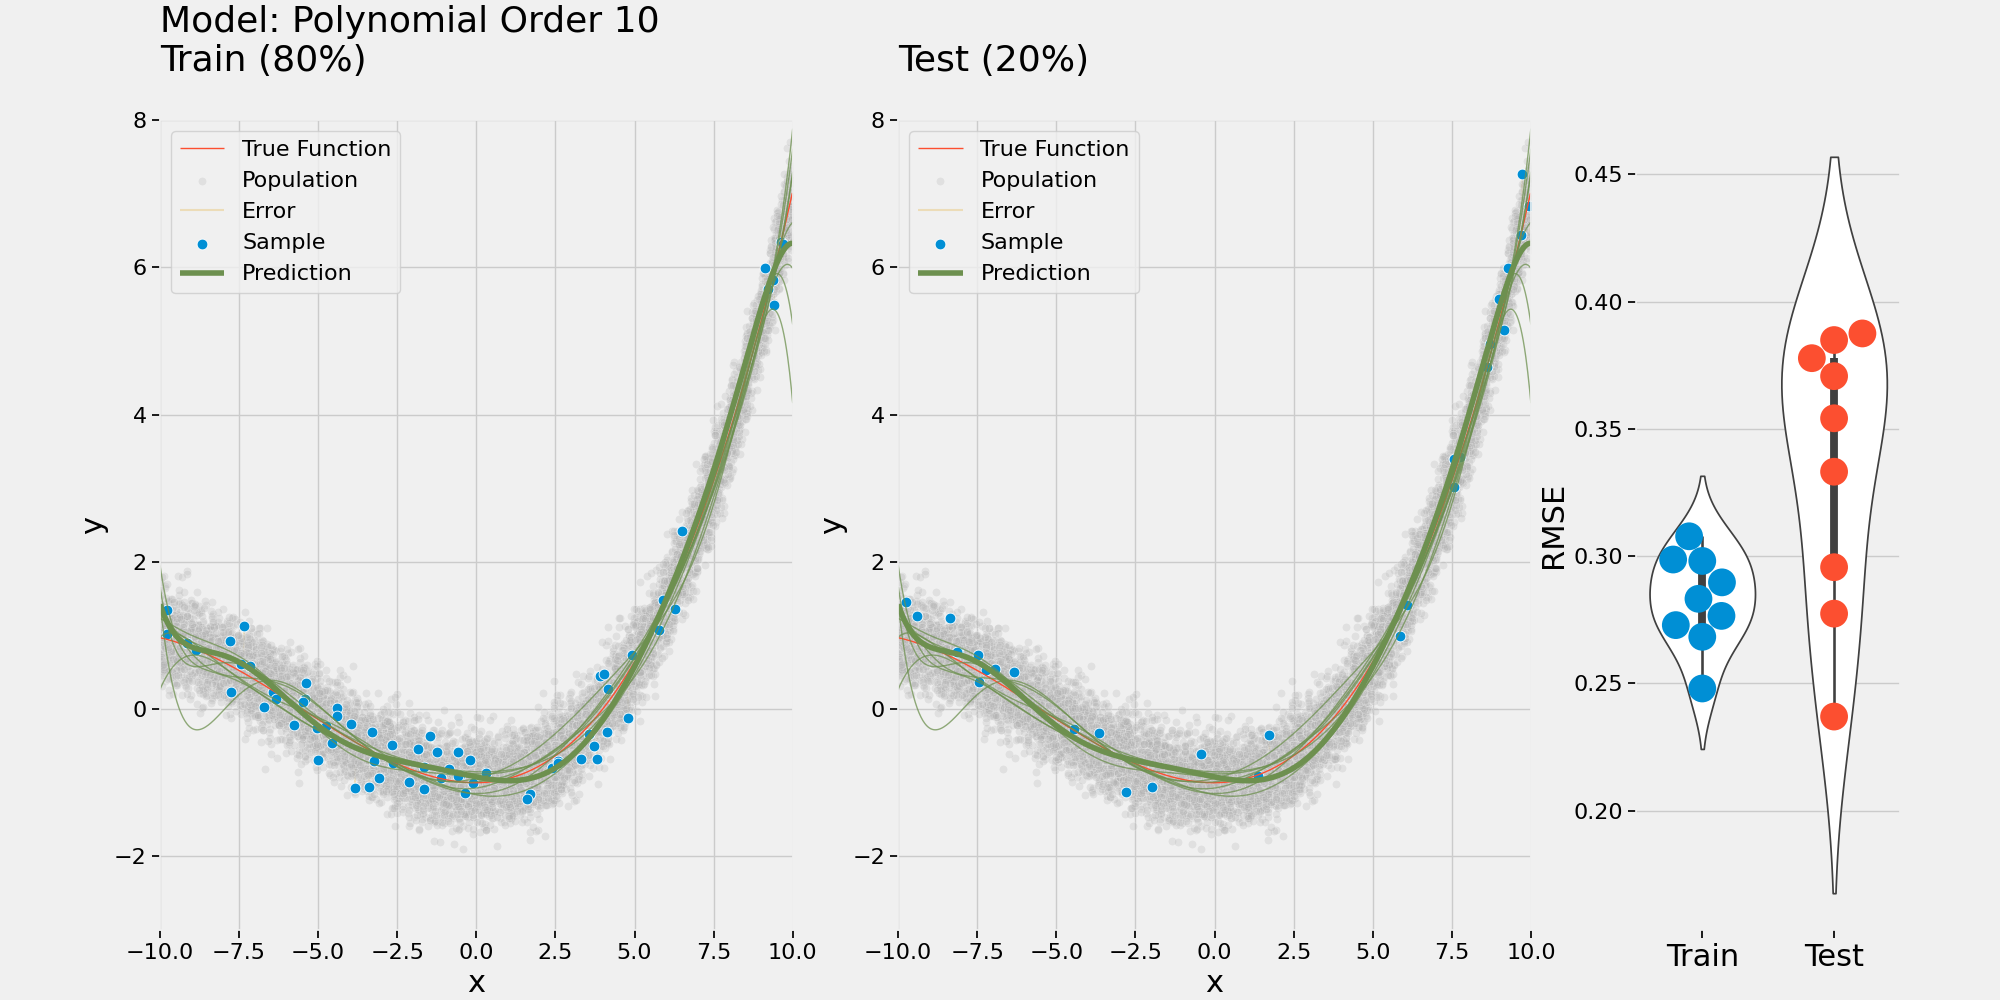 Model: Polynomial Order 10
Train (80%)
Test (20%)
8
6
4
2
0
−2
y
True Function
Population
Error
Sample
Prediction
−10.0 −7.5 −5.0 −2.5 0.0 2.5 5.0 7.5 10.0
x
8
6
4
2
0
−2
y
True Function
Population
Error
Sample
Prediction
−10.0 −7.5 −5.0 −2.5 0.0 2.5 5.0 7.5 10.0
x
0.45
0.40
0.35
0.30
0.25
0.20
RMSE
Train Test